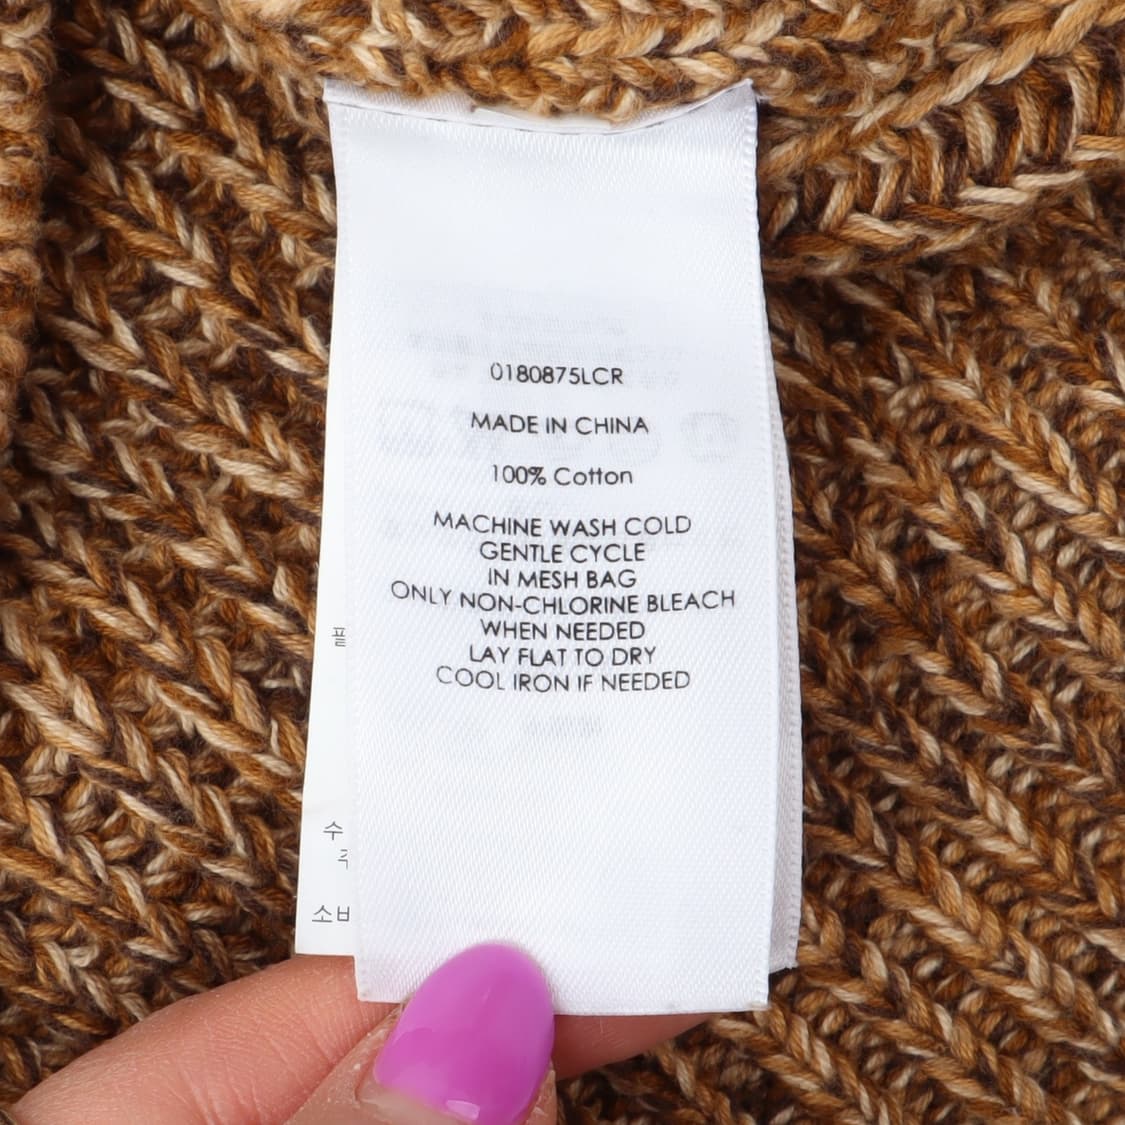 0180875LCR
MADE IN CHINA
100% Cotton
MACHINE WASH COLD
GENTLE CYCLE
IN MESH BAG
ONLY NON-CHLORINE BLEACH
WHEN NEEDED
LAY FLAT TO DRY
COOL IRON IF NEEDED
수